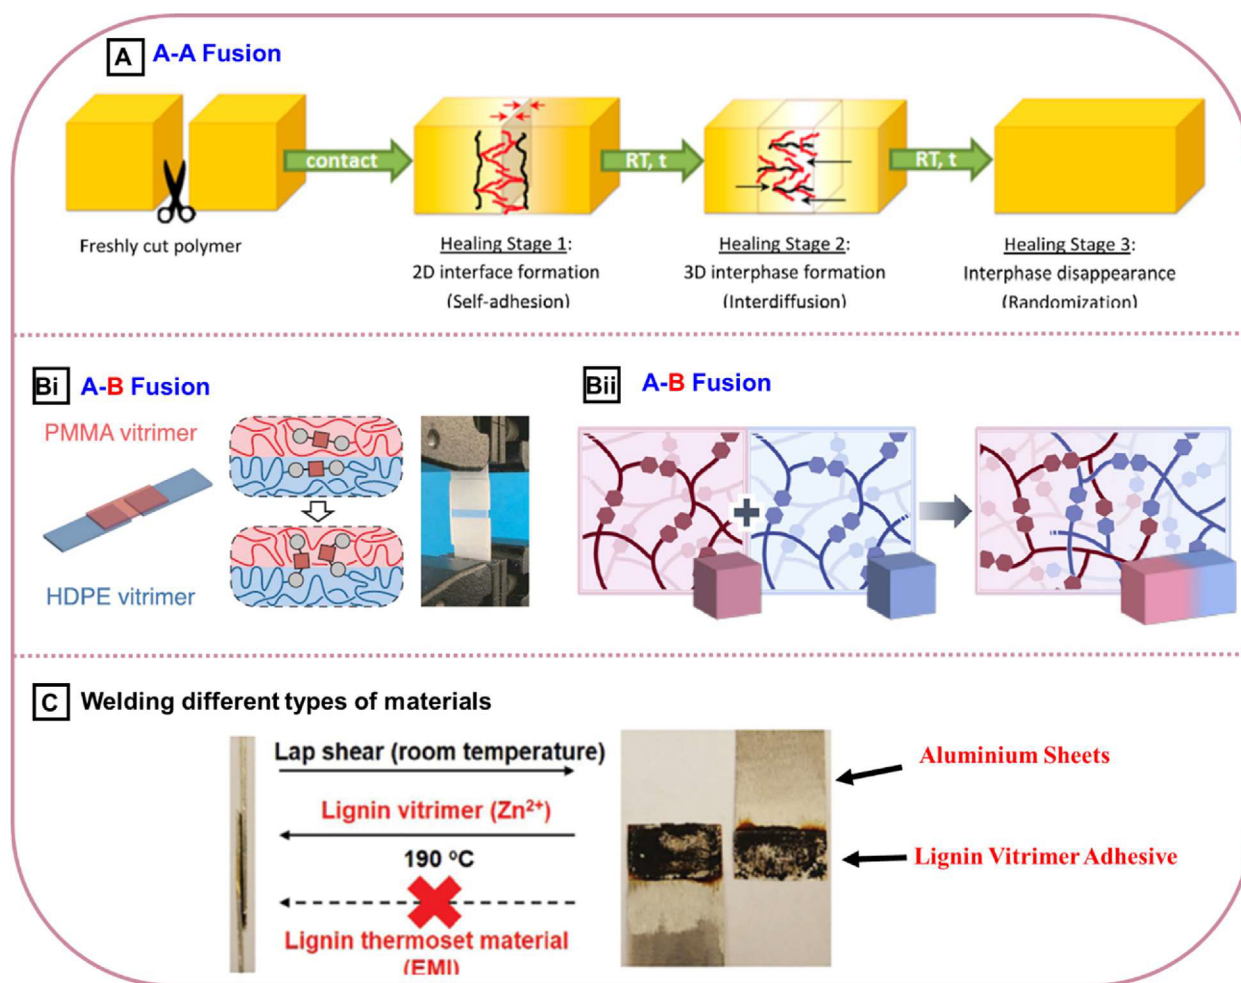 A A-A Fusion
contact
RT, t
RT, t
Freshly cut polymer
Healing Stage 1:
2D interface formation
(Self-adhesion)
Healing Stage 2:
3D interphase formation
(Interdiffusion)
Healing Stage 3:
Interphase disappearance
(Randomization)
Bi A-B Fusion
PMMA vitrimer
HDPE vitrimer
Bii A-B Fusion
C Welding different types of materials
Lap shear (room temperature)
Lignin vitrimer (Zn²⁺)
190 °C
Lignin thermoset material
(EMI)
Aluminium Sheets
Lignin Vitrimer Adhesive